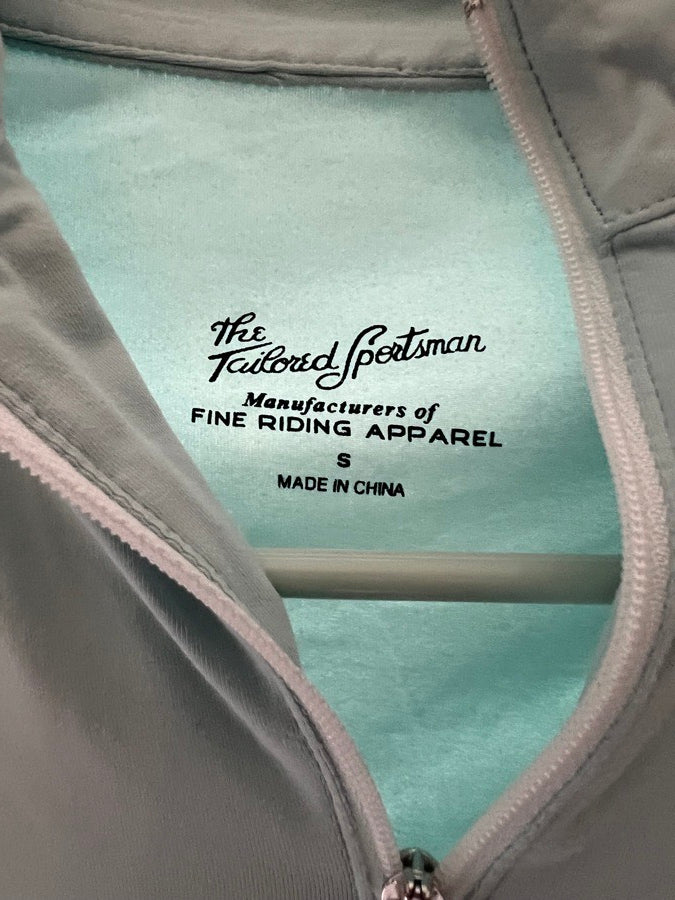 The
Tailored Sportsman
Manufacturers of
FINE RIDING APPAREL
S
MADE IN CHINA